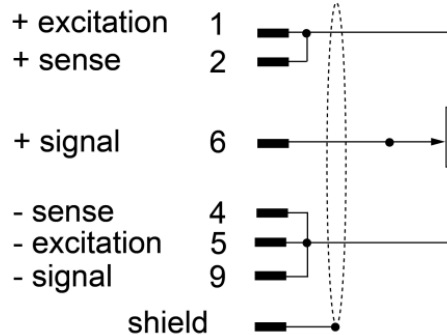 + excitation 1
+ sense 2
+ signal 6
- sense 4
- excitation 5
- signal 9
shield